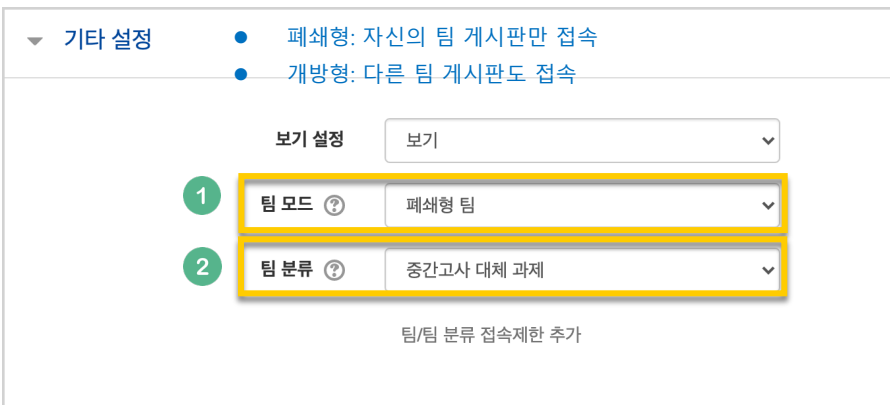 기타 설정
● 폐쇄형: 자신의 팀 게시판만 접속
● 개방형: 다른 팀 게시판도 접속
보기 설정 보기
1 팀 모드 ? 폐쇄형 팀
2 팀 분류 ? 중간고사 대체 과제
팀/팀 분류 접속제한 추가